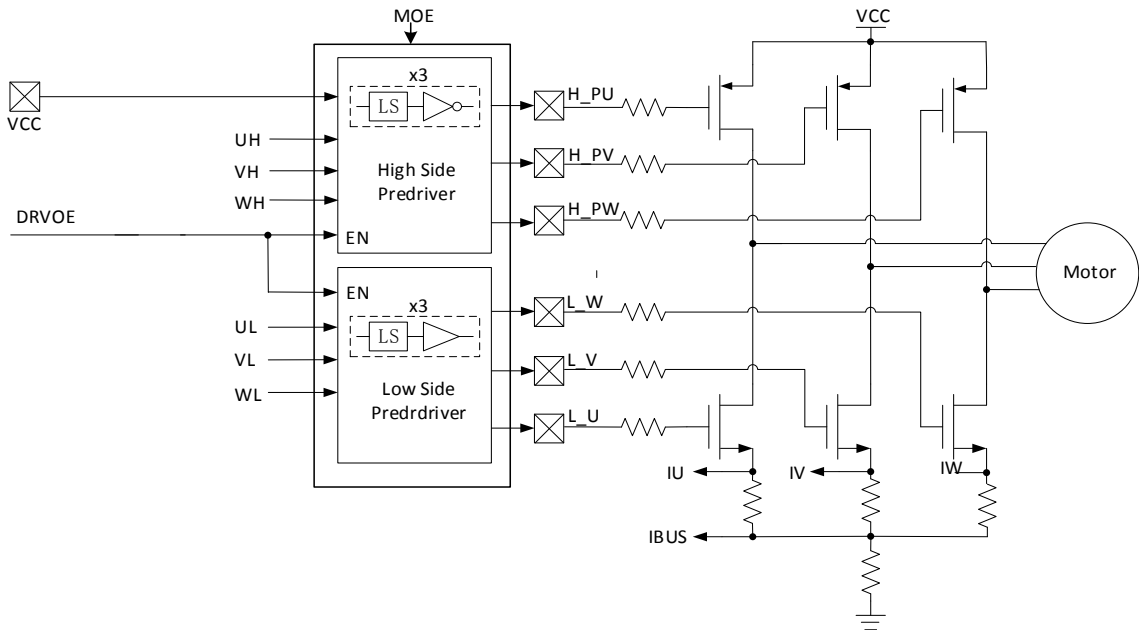 MOE
VCC
x3
LS
H_PU
VCC
UH
VH
High Side
Predriver
H_PV
WH
DRVOE
H_PW
EN
Motor
EN
x3
L_W
UL
LS
VL
L_V
WL
Low Side
Predrdriver
L_U
IU
IV
IW
IBUS